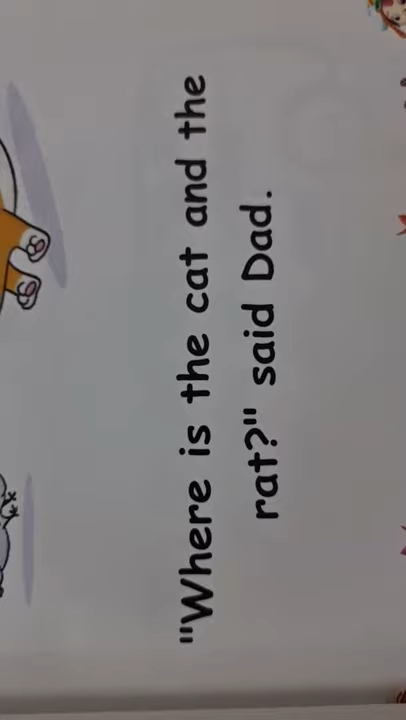 "Where is the cat and the
rat?" said Dad.